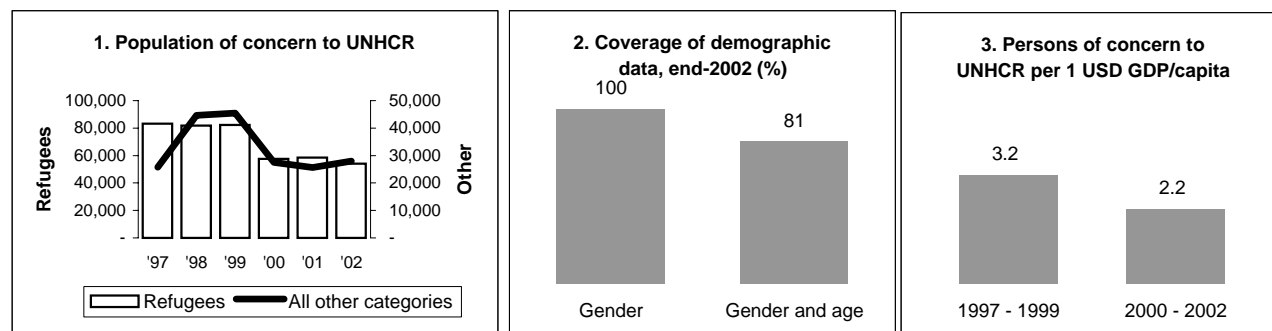 1. Population of concern to UNHCR
100,000
80,000
60,000
40,000
20,000
-
Refugees
50,000
40,000
30,000
20,000
10,000
-
Other
'97 '98 '99 '00 '01 '02
Refugees All other categories
2. Coverage of demographic
data, end-2002 (%)
100
81
Gender Gender and age
3. Persons of concern to
UNHCR per 1 USD GDP/capita
3.2
2.2
1997 - 1999 2000 - 2002